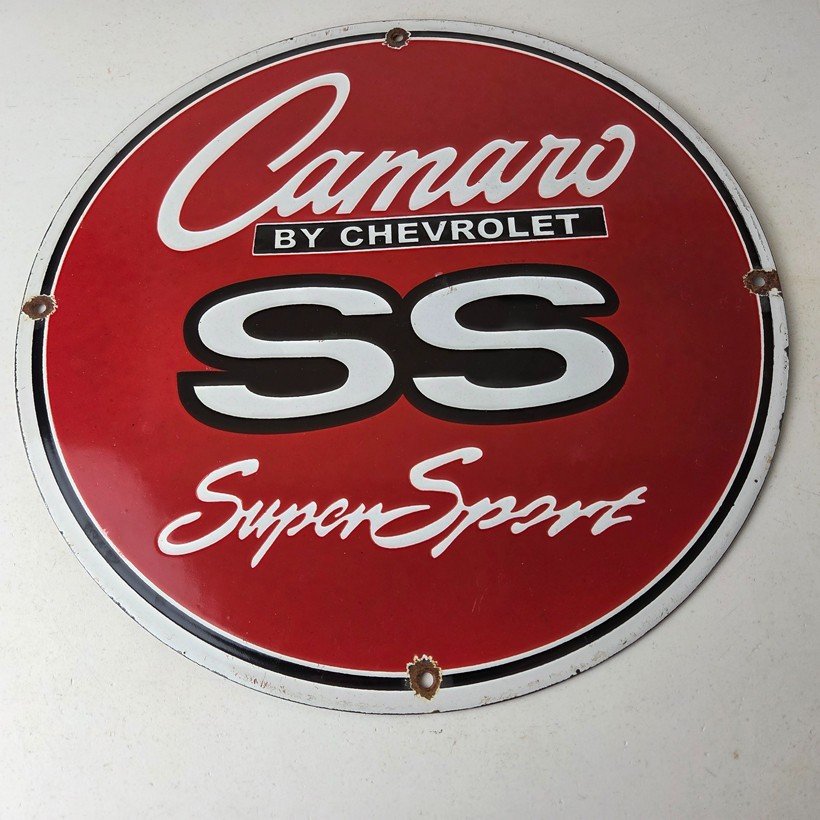 Camaro
BY CHEVROLET
SS
Super Sport